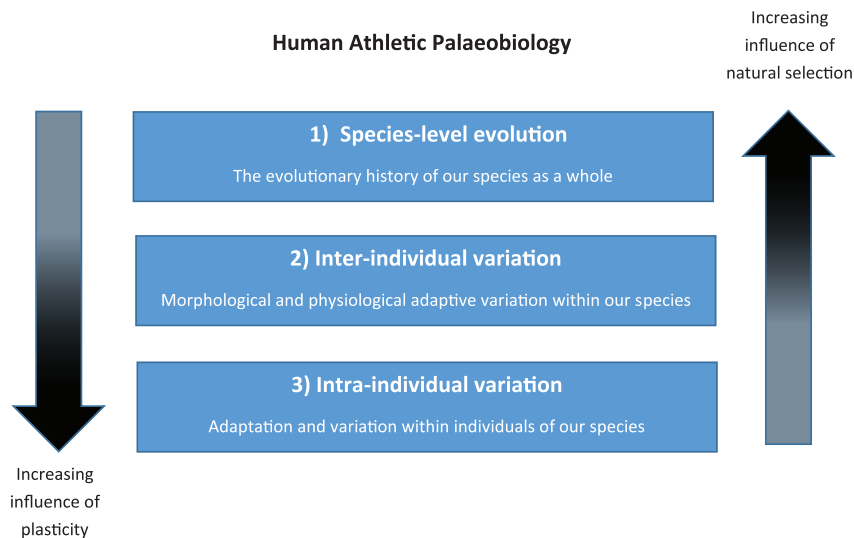 Increasing
influence of
natural selection
Human Athletic Palaeobiology
1) Species-level evolution
The evolutionary history of our species as a whole
2) Inter-individual variation
Morphological and physiological adaptive variation within our species
3) Intra-individual variation
Adaptation and variation within individuals of our species
Increasing
influence of
plasticity